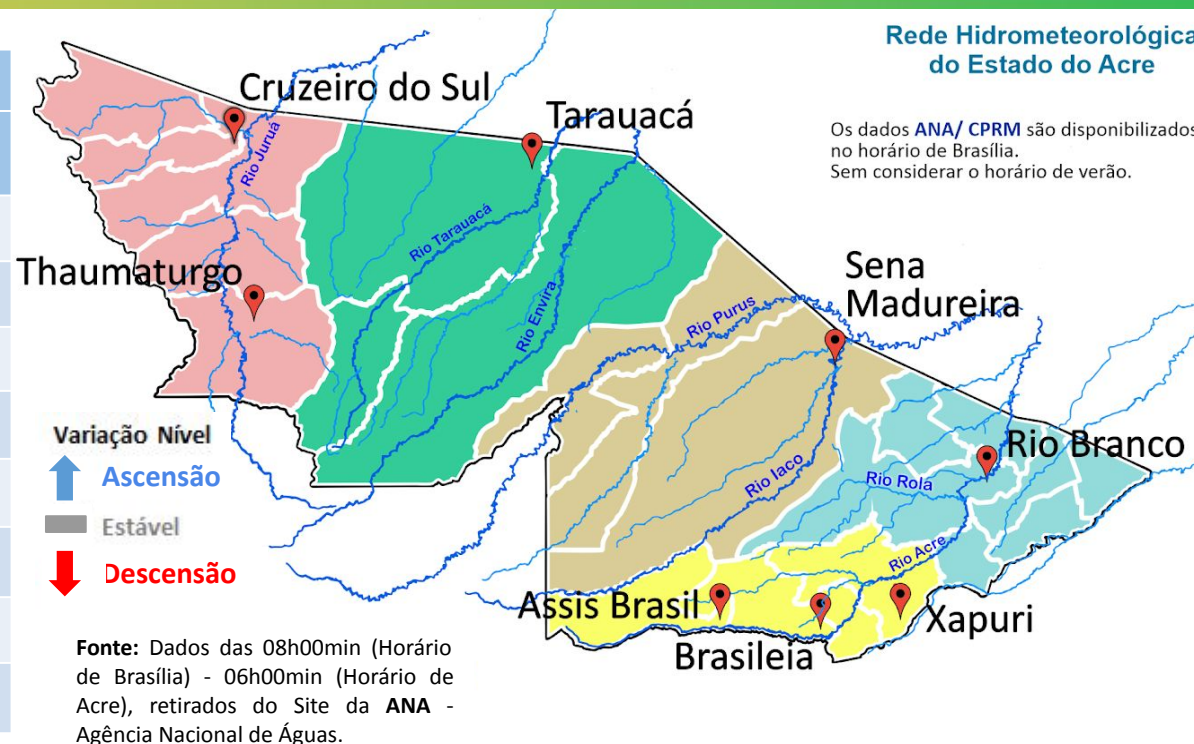 Rede Hidrometeorológica
do Estado do Acre
Os dados ANA/ CPRM são disponibilizados
no horário de Brasília.
Sem considerar o horário de verão.
Cruzeiro do Sul
Tarauacá
Rio Juruá
Rio Tarauacá
Thaumaturgo
Rio Envira
Sena
Madureira
Rio Purus
Variação Nível
Ascensão
Estável
Descensão
Rio Iaco
Rio Branco
Rio Rola
Rio Acre
Assis Brasil
Xapuri
Brasileia
Fonte: Dados das 08h00min (Horário
de Brasília) - 06h00min (Horário de
Acre), retirados do Site da ANA -
Agência Nacional de Águas.